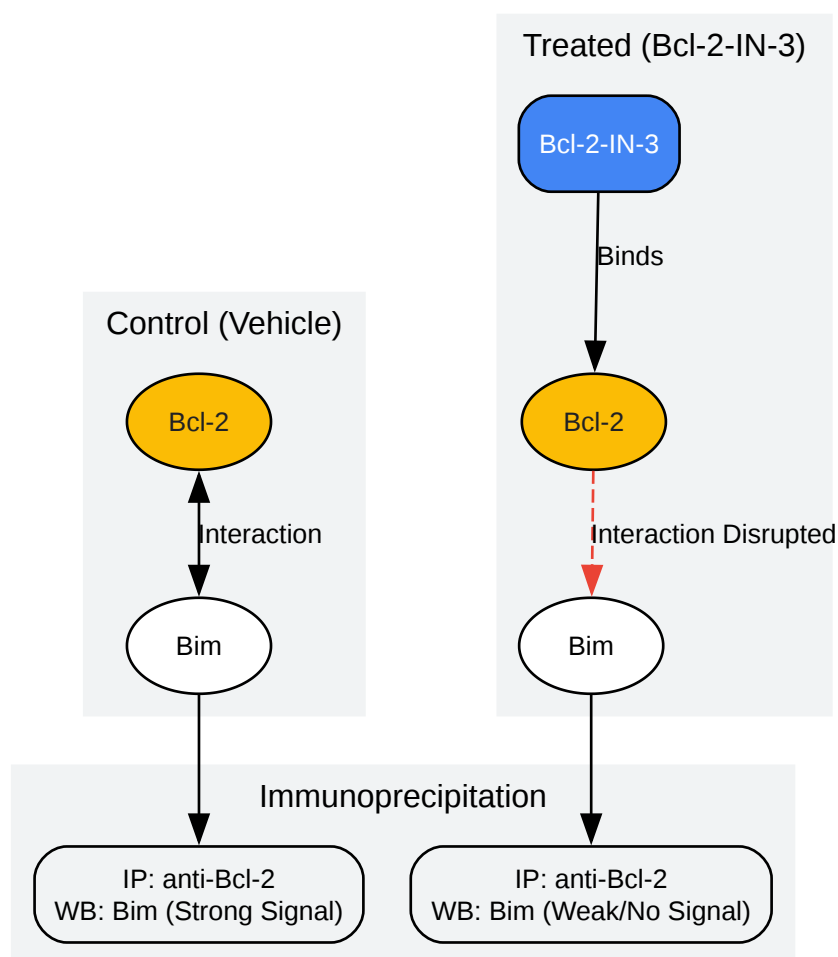 Treated (Bcl-2-IN-3)
Bcl-2-IN-3
Binds
Control (Vehicle)
Bcl-2
Bcl-2
Interaction
Interaction Disrupted
Bim
Bim
Immunoprecipitation
IP: anti-Bcl-2
WB: Bim (Strong Signal)
IP: anti-Bcl-2
WB: Bim (Weak/No Signal)